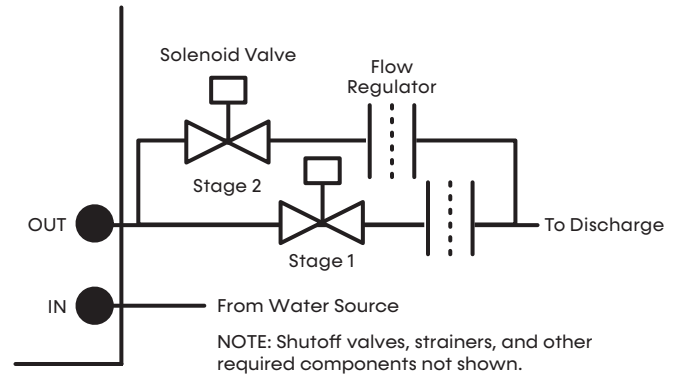 Solenoid Valve
Flow
Regulator
Stage 2
OUT
To Discharge
Stage 1
IN
From Water Source
NOTE: Shutoff valves, strainers, and other
required components not shown.